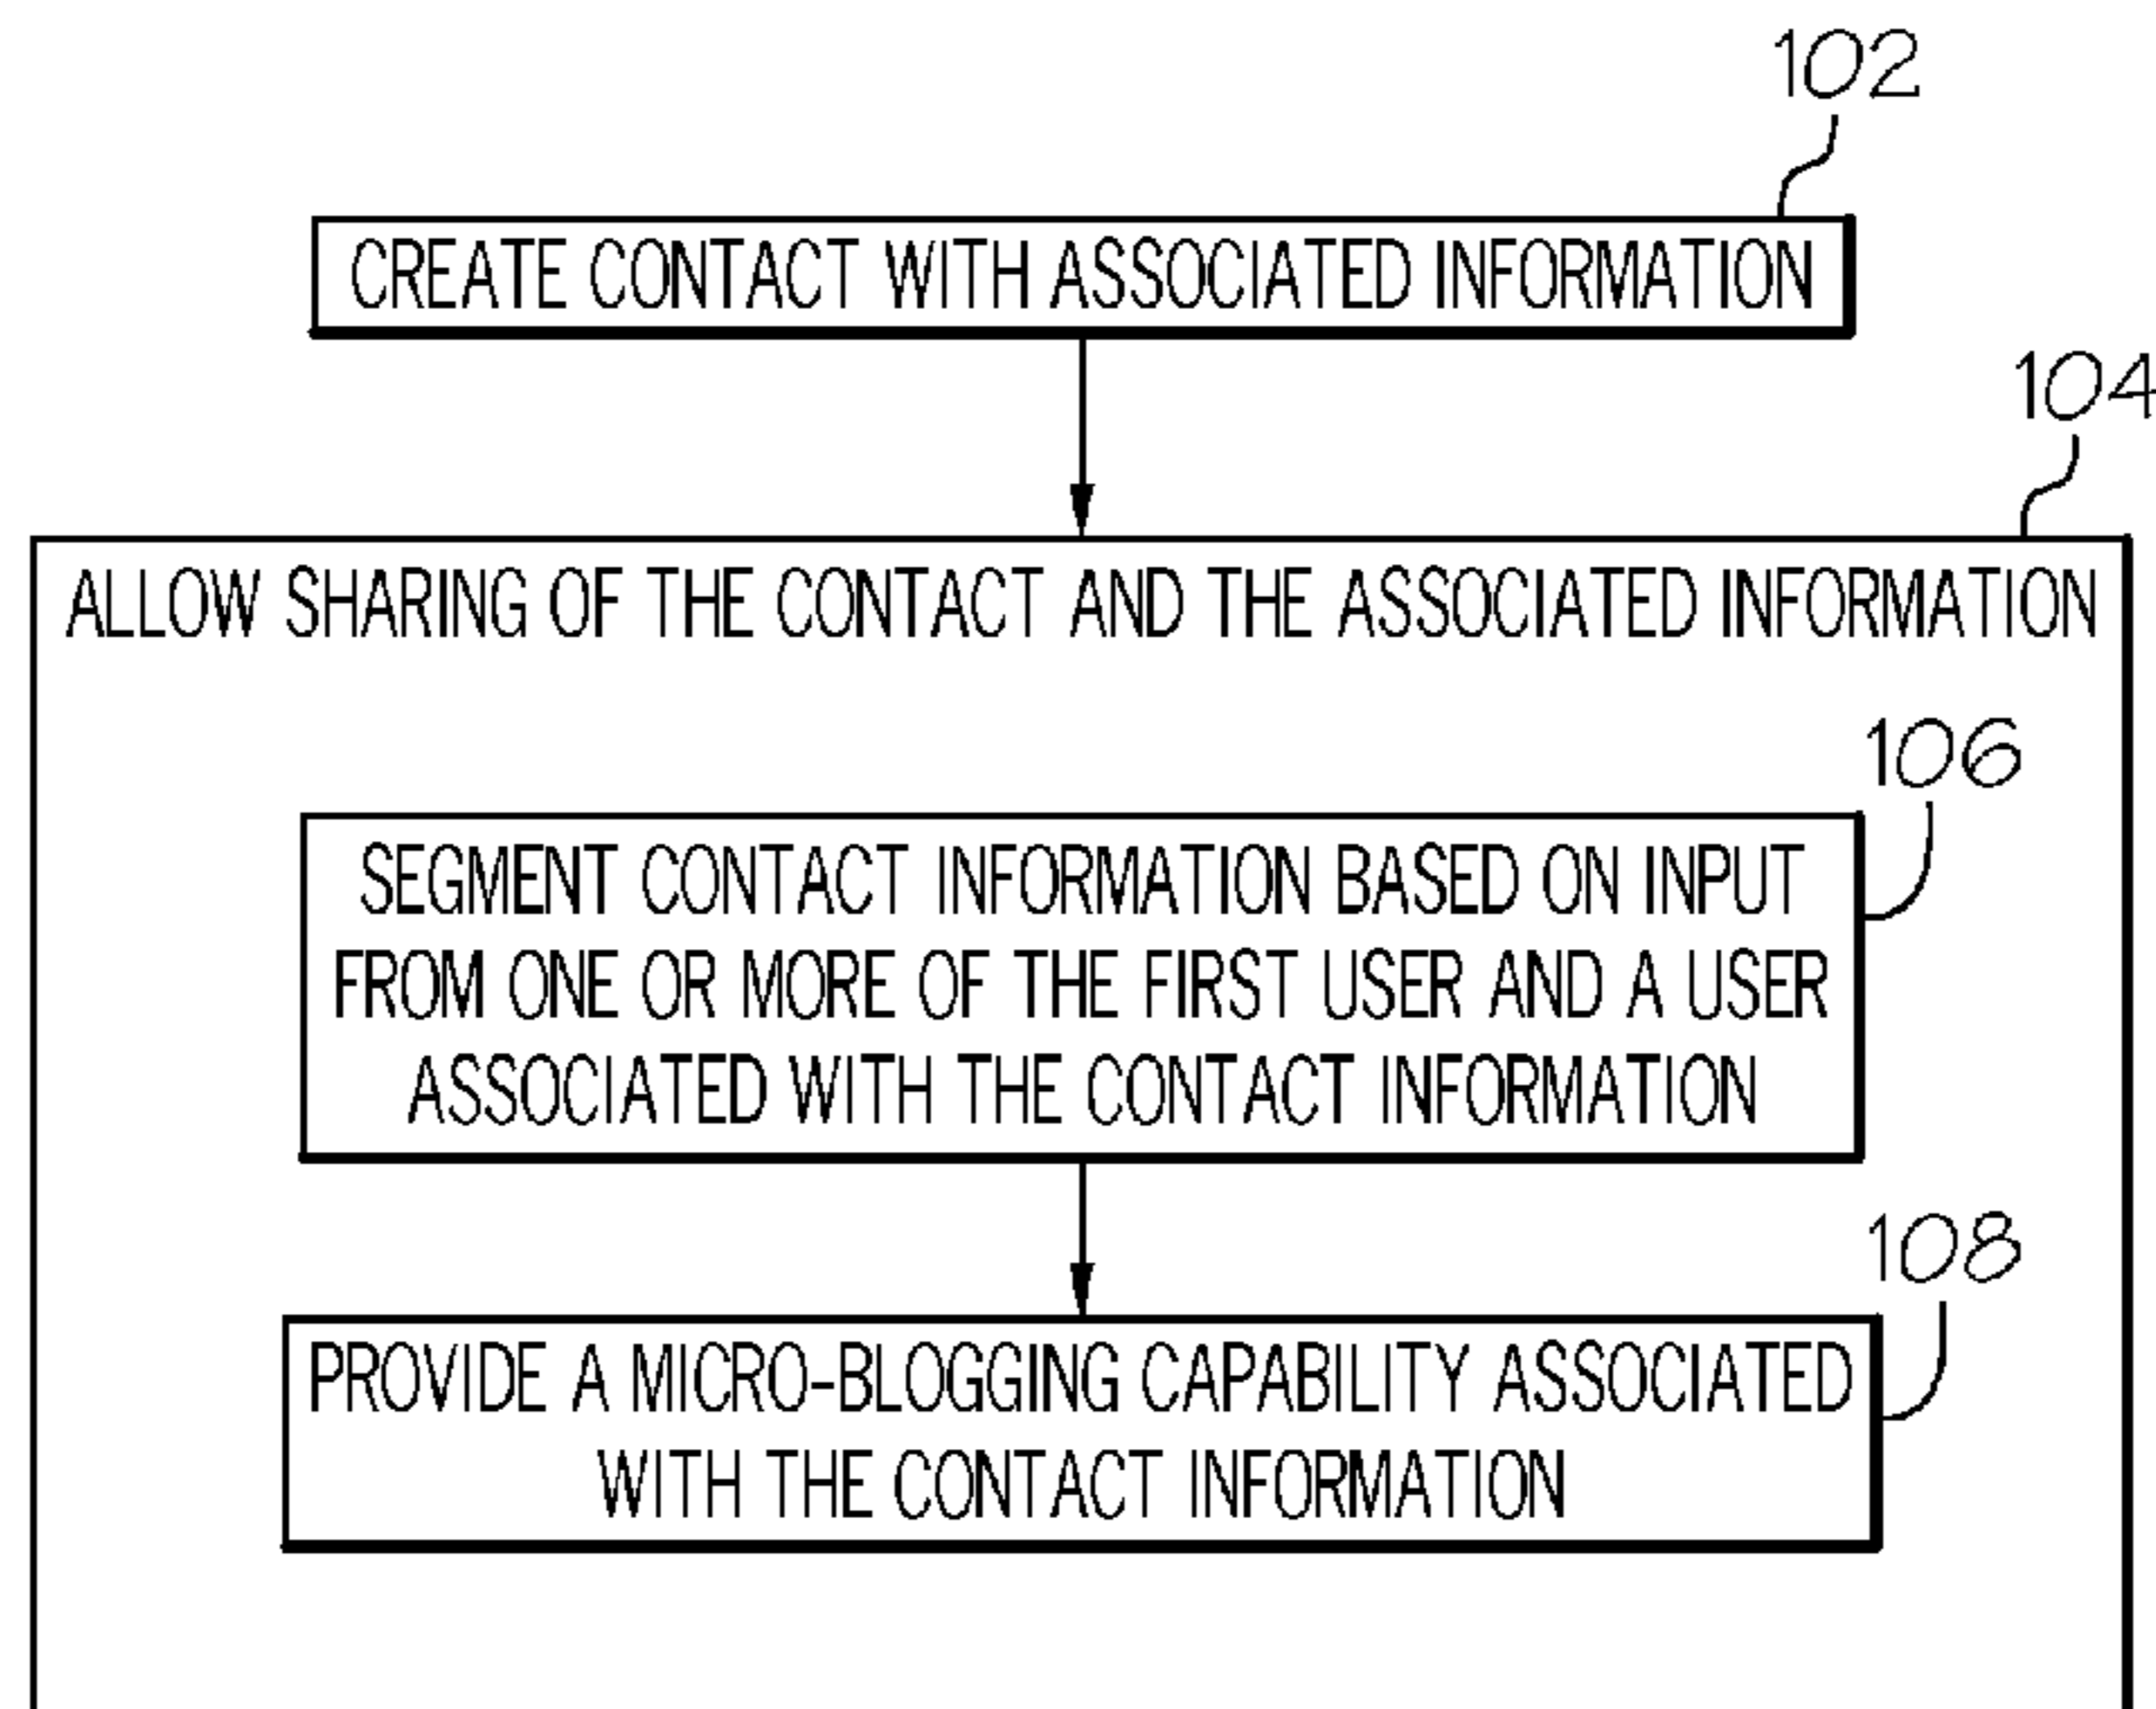 102
CREATE CONTACT WITH ASSOCIATED INFORMATION
104
ALLOW SHARING OF THE CONTACT AND THE ASSOCIATED INFORMATION
106
SEGMENT CONTACT INFORMATION BASED ON INPUT
FROM ONE OR MORE OF THE FIRST USER AND A USER
ASSOCIATED WITH THE CONTACT INFORMATION
108
PROVIDE A MICRO-BLOGGING CAPABILITY ASSOCIATED
WITH THE CONTACT INFORMATION